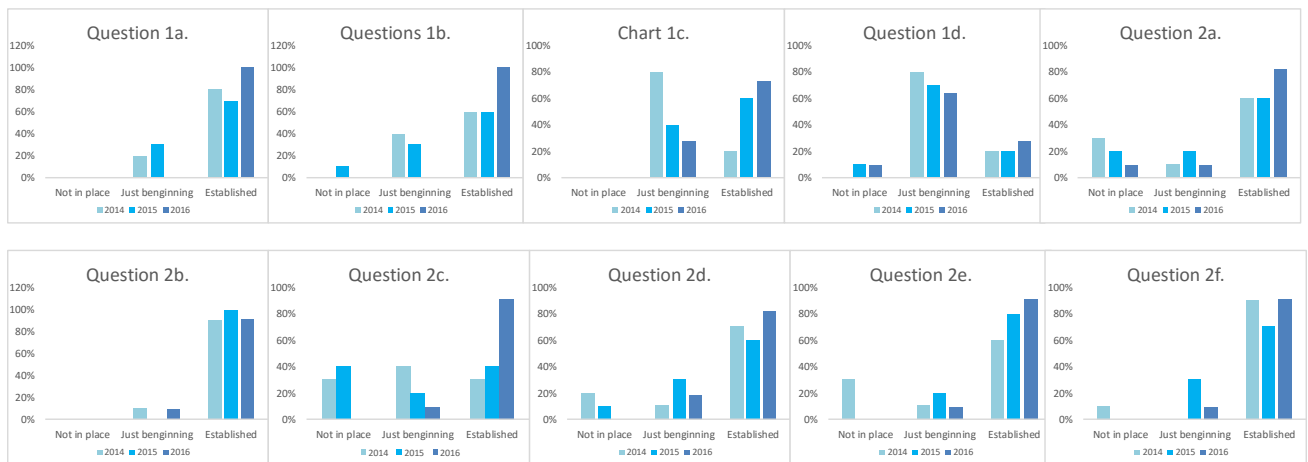 Question 1a.
120%
100%
80%
60%
40%
20%
0%
Not in place Just benginning Established
2014 2015 2016
Questions 1b.
120%
100%
80%
60%
40%
20%
0%
Not in place Just benginning Established
2014 2015 2016
Chart 1c.
100%
80%
60%
40%
20%
0%
Not in place Just benginning Established
2014 2015 2016
Question 1d.
100%
80%
60%
40%
20%
0%
Not in place Just benginning Established
2014 2015 2016
Question 2a.
100%
80%
60%
40%
20%
0%
Not in place Just benginning Established
2014 2015 2016
Question 2b.
120%
100%
80%
60%
40%
20%
0%
Not in place Just benginning Established
2014 2015 2016
Question 2c.
100%
80%
60%
40%
20%
0%
Not in place Just benginning Established
2014 2015 2016
Question 2d.
100%
80%
60%
40%
20%
0%
Not in place Just benginning Established
2014 2015 2016
Question 2e.
100%
80%
60%
40%
20%
0%
Not in place Just benginning Established
2014 2015 2016
Question 2f.
100%
80%
60%
40%
20%
0%
Not in place Just benginning Established
2014 2015 2016